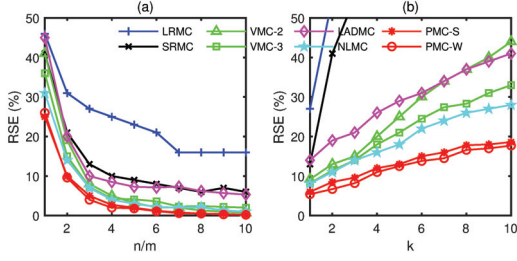 (a)
(b)
LRMC
SRMC
VMC-2
VMC-3
LADMC
NLMC
PMC-S
PMC-W
RSE (%)
50
40
30
20
10
0
2
4
6
8
10
n/m
RSE (%)
50
40
30
20
10
0
2
4
6
8
10
k